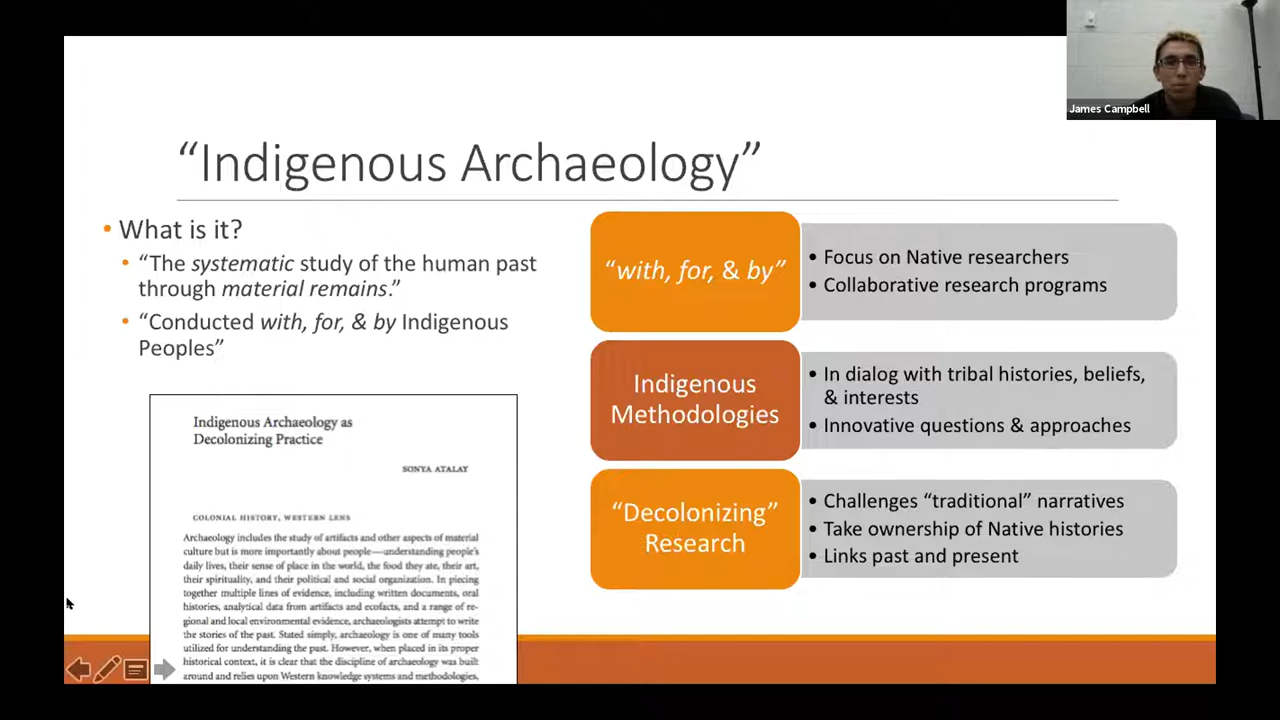 James Campbell
“Indigenous Archaeology”
• What is it?
• “The systematic study of the human past
through material remains.”
• “Conducted with, for, & by Indigenous
Peoples”
Indigenous Archaeology as
Decolonizing Practice
SONYA ATALAY
COLONIAL HISTORY, WESTERN LENS
Archaeology includes the study of artifacts and other aspects of material
culture but is more importantly about people—understanding people's
daily lives, their sense of place in the world, the food they ate, their art,
their spirituality, and their political and social organization. In piecing
together multiple lines of evidence, including written documents, oral
histories, analytical data from artifacts and ecofacts, and a range of re-
gional and local environmental evidence, archaeologists attempt to write
the stories of the past. Stated simply, archaeology is one of many tools
utilized for understanding the past. However, when placed in its proper
historical context, it is clear that the discipline of archaeology was built
around and relies upon Western knowledge systems and methodologies,
“with, for, & by”
• Focus on Native researchers
• Collaborative research programs
Indigenous
Methodologies
• In dialog with tribal histories, beliefs,
& interests
• Innovative questions & approaches
“Decolonizing”
Research
• Challenges “traditional” narratives
• Take ownership of Native histories
• Links past and present